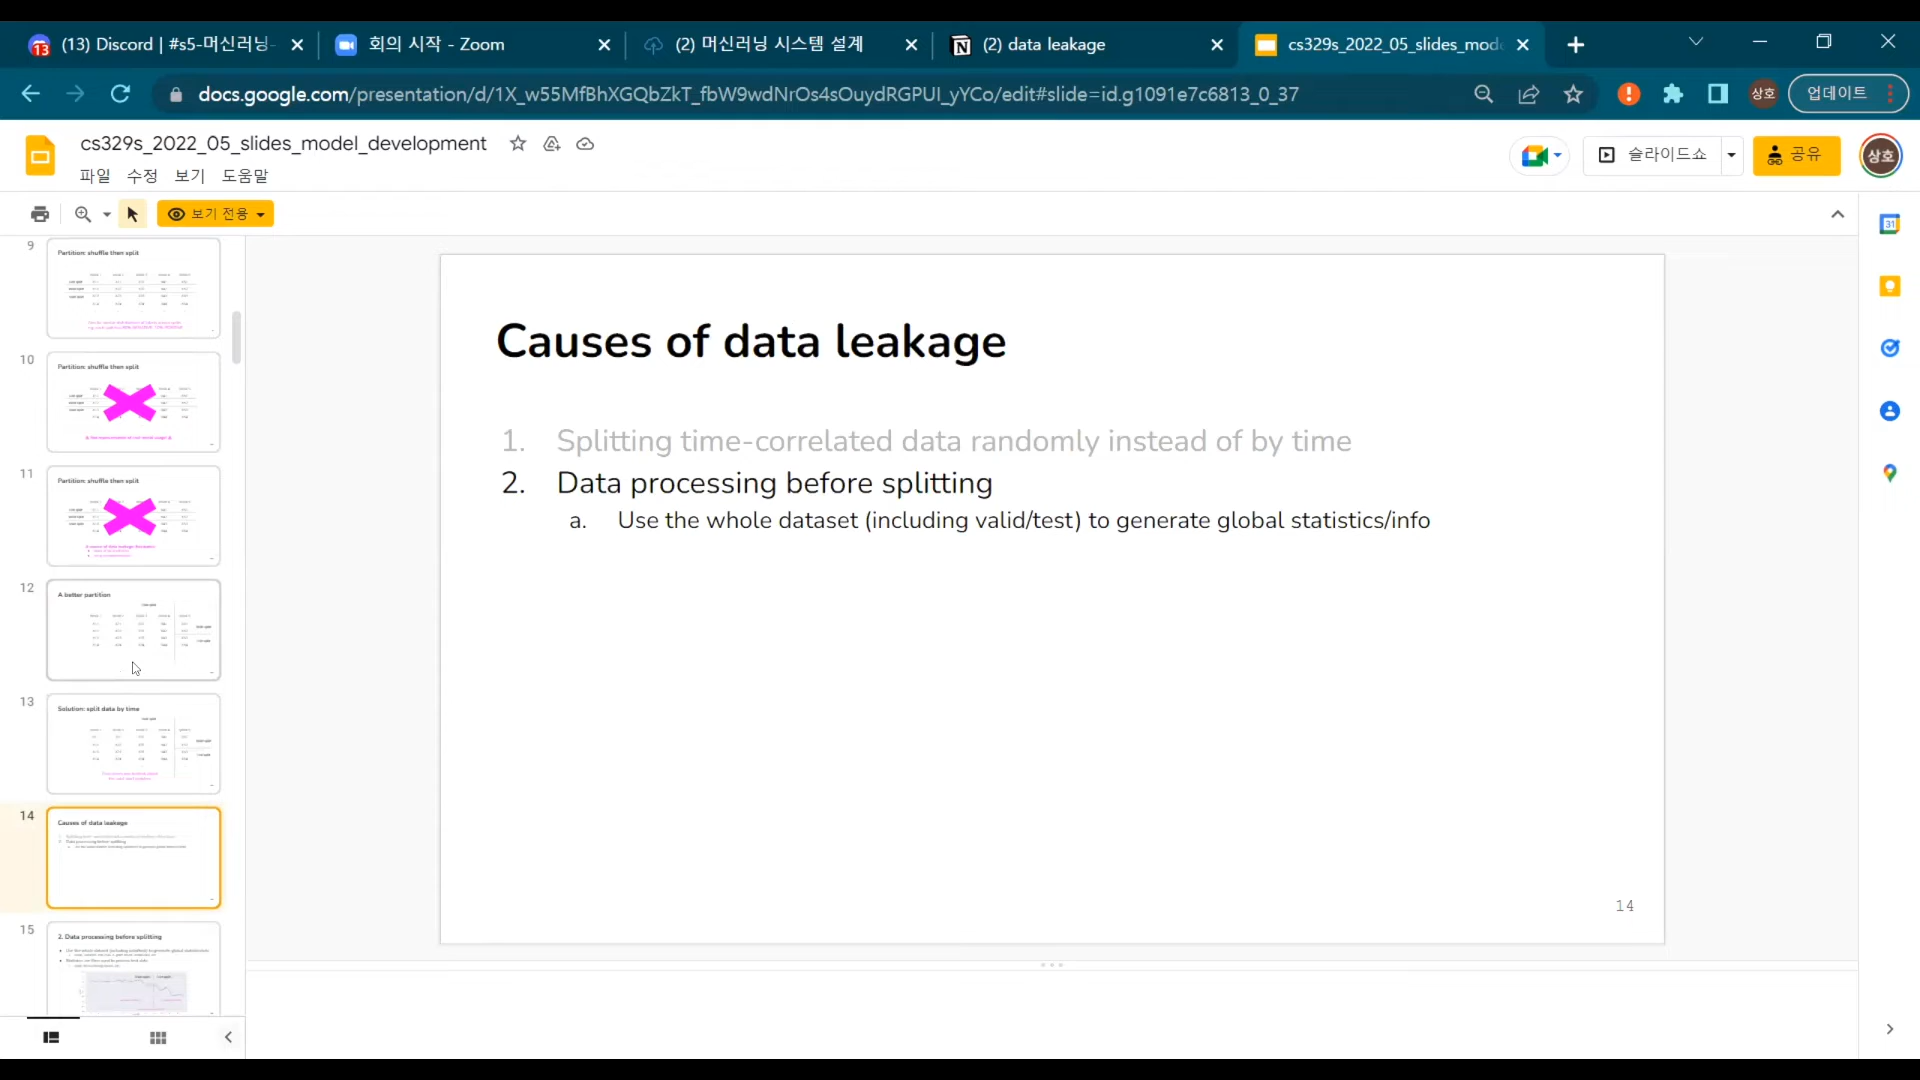 (13) Discord | #s5-머신러닝-
회의 시작 - Zoom
(2) 머신러닝 시스템 설계
(2) data leakage
cs329s_2022_05_slides_mod
docs.google.com/presentation/d/1X_w55MfBhXGQbZkT_fbW9wdNrOs4sOuydRGPUI_yYCo/edit#slide=id.g1091e7c6813_0_37
상호
업데이트
cs329s_2022_05_slides_model_development
파일 수정 보기 도움말
슬라이드쇼
공유
상호
보기 전용
31
9
Partition: shuffle then split
10
Partition: shuffle then split
11
Partition: shuffle then split
12
A better partition
13
Solution: split data by time
14
Causes of data leakage
15
2. Data processing before splitting
Causes of data leakage
1. Splitting time-correlated data randomly instead of by time
2. Data processing before splitting
a. Use the whole dataset (including valid/test) to generate global statistics/info
14